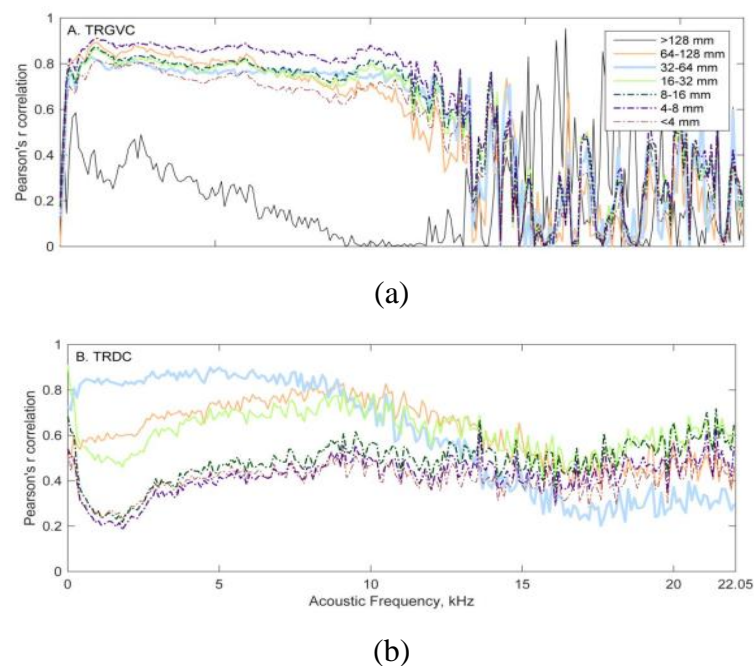 A. TRGVC
1
0.8
0.6
0.4
0.2
0
Pearson's r correlation
>128 mm
64-128 mm
32-64 mm
16-32 mm
8-16 mm
4-8 mm
<4 mm
(a)
B. TRDC
1
0.8
0.6
0.4
0.2
0
Pearson's r correlation
0 5 10 15 20 22.05
Acoustic Frequency, kHz
(b)